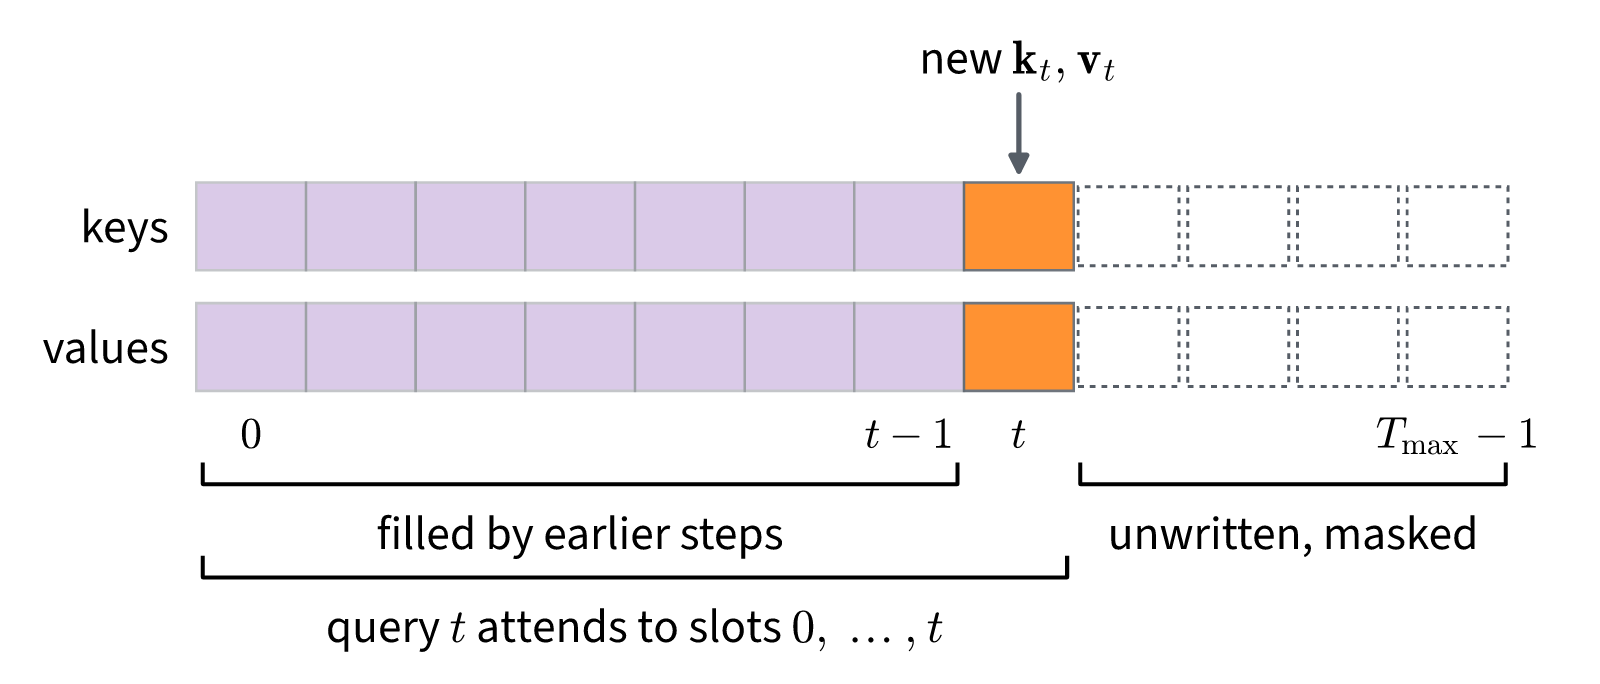 new k_t, v_t
keys
values
0 t − 1 t T_max − 1
filled by earlier steps unwritten, masked
query t attends to slots 0, … , t